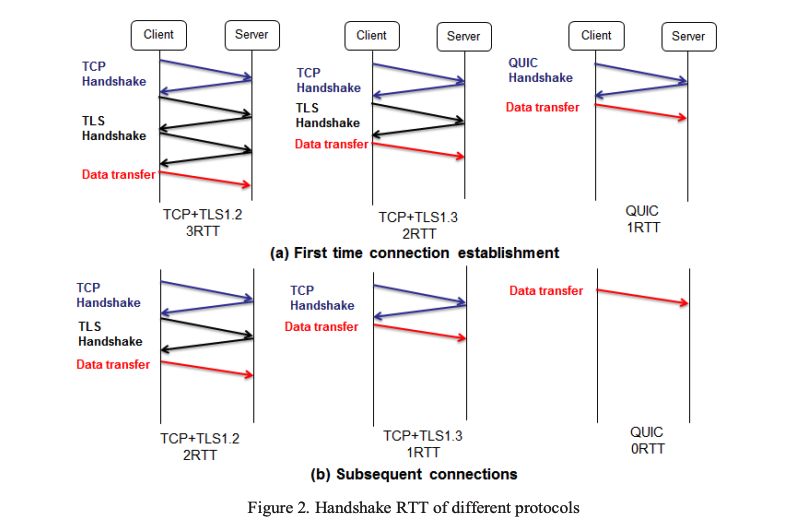 Client Server Client Server Client Server
TCP
Handshake
TLS
Handshake
Data transfer
TCP+TLS1.2
3RTT
TCP
Handshake
TLS
Handshake
Data transfer
TCP+TLS1.3
2RTT
QUIC
Handshake
Data transfer
QUIC
1RTT
(a) First time connection establishment
TCP
Handshake
TLS
Handshake
Data transfer
TCP+TLS1.2
2RTT
TCP
Handshake
Data transfer
TCP+TLS1.3
1RTT
Data transfer
QUIC
0RTT
(b) Subsequent connections
Figure 2. Handshake RTT of different protocols